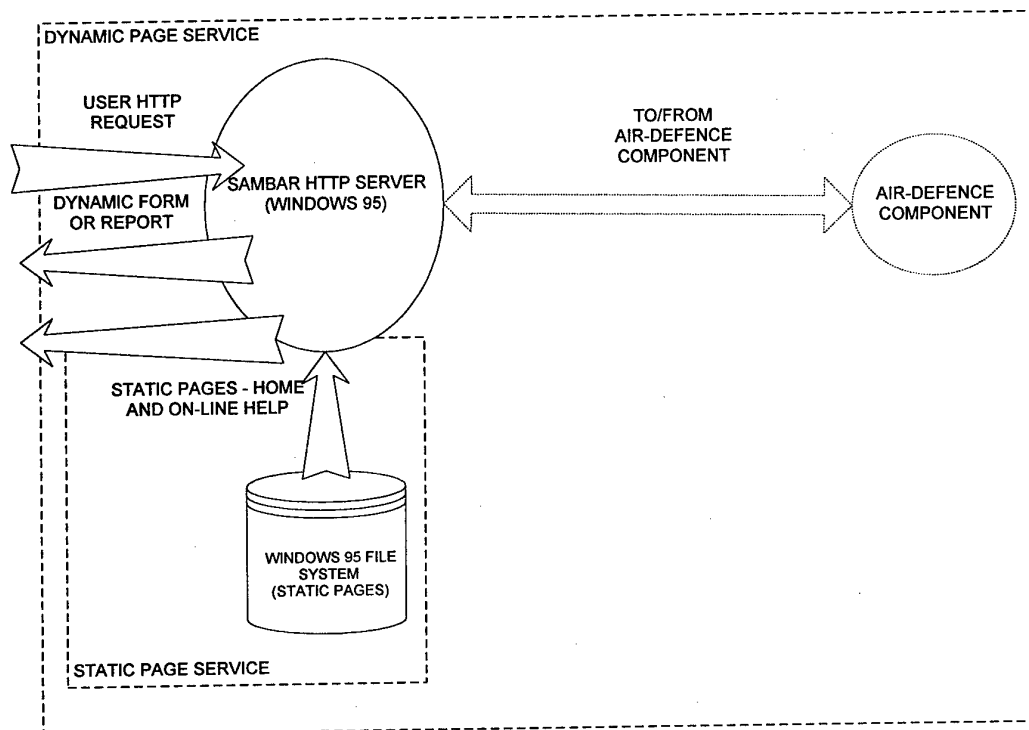 DYNAMIC PAGE SERVICE
USER HTTP
REQUEST
DYNAMIC FORM
OR REPORT
SAMBAR HTTP SERVER
(WINDOWS 95)
TO/FROM
AIR-DEFENCE
COMPONENT
AIR-DEFENCE
COMPONENT
STATIC PAGES - HOME
AND ON-LINE HELP
WINDOWS 95 FILE
SYSTEM
(STATIC PAGES)
STATIC PAGE SERVICE